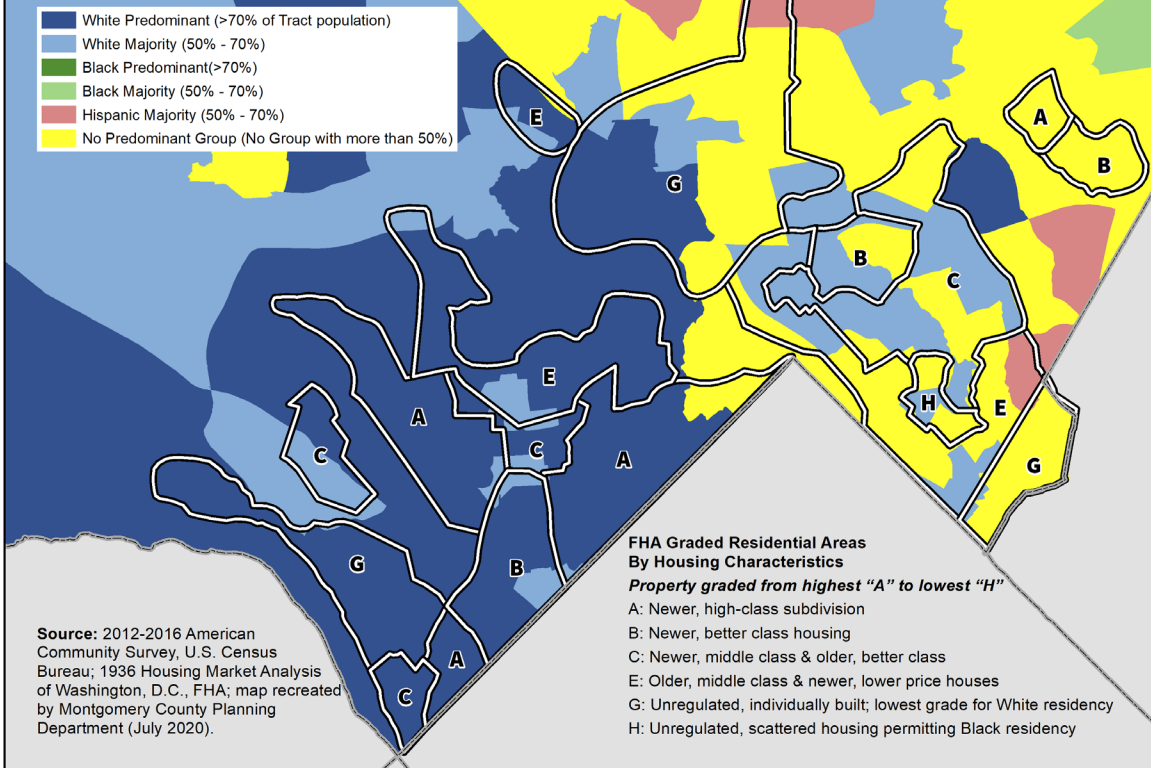 White Predominant (>70% of Tract population)
White Majority (50% - 70%)
Black Predominant(>70%)
Black Majority (50% - 70%)
Hispanic Majority (50% - 70%)
No Predominant Group (No Group with more than 50%)
E
A
B
G
B
C
E
A
H
E
C
C
A
G
G
B
A
C
FHA Graded Residential Areas
By Housing Characteristics
Property graded from highest “A” to lowest “H”
A: Newer, high-class subdivision
B: Newer, better class housing
C: Newer, middle class & older, better class
E: Older, middle class & newer, lower price houses
G: Unregulated, individually built; lowest grade for White residency
H: Unregulated, scattered housing permitting Black residency
Source: 2012-2016 American
Community Survey, U.S. Census
Bureau; 1936 Housing Market Analysis
of Washington, D.C., FHA; map recreated
by Montgomery County Planning
Department (July 2020).